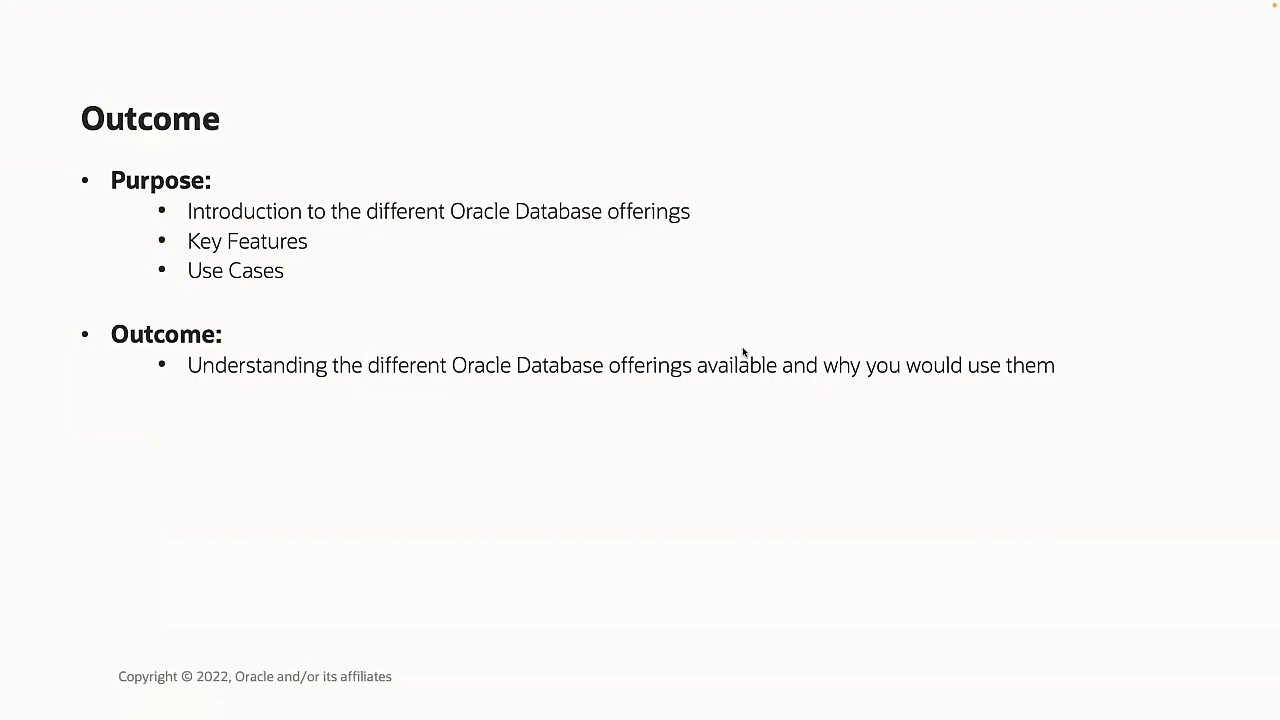 Outcome
• Purpose:
• Introduction to the different Oracle Database offerings
• Key Features
• Use Cases
• Outcome:
• Understanding the different Oracle Database offerings available and why you would use them
Copyright © 2022, Oracle and/or its affiliates